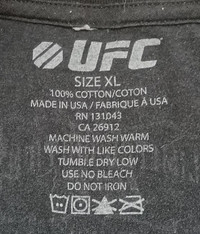 UFC
SIZE XL
100% COTTON/COTON
MADE IN USA / FABRIQUÉ À USA
RN 131043
CA 26912
MACHINE WASH WARM
WASH WITH LIKE COLORS
TUMBLE DRY LOW
USE NO BLEACH
DO NOT IRON